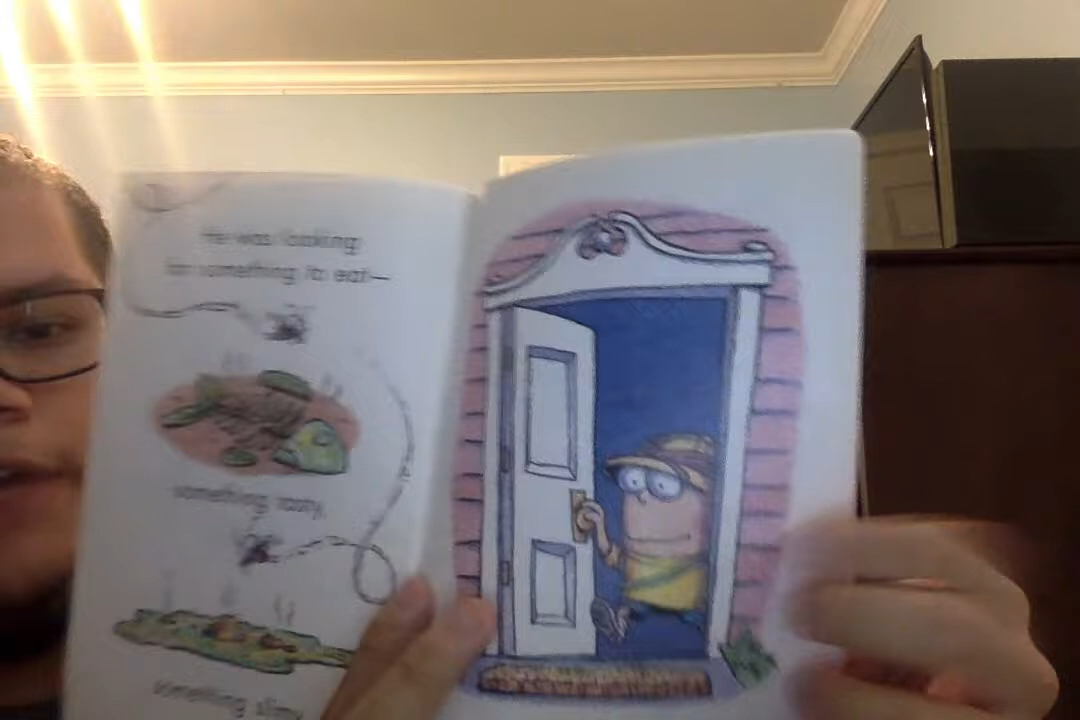 He was looking
for something to eat—
something tasty.
something slimy